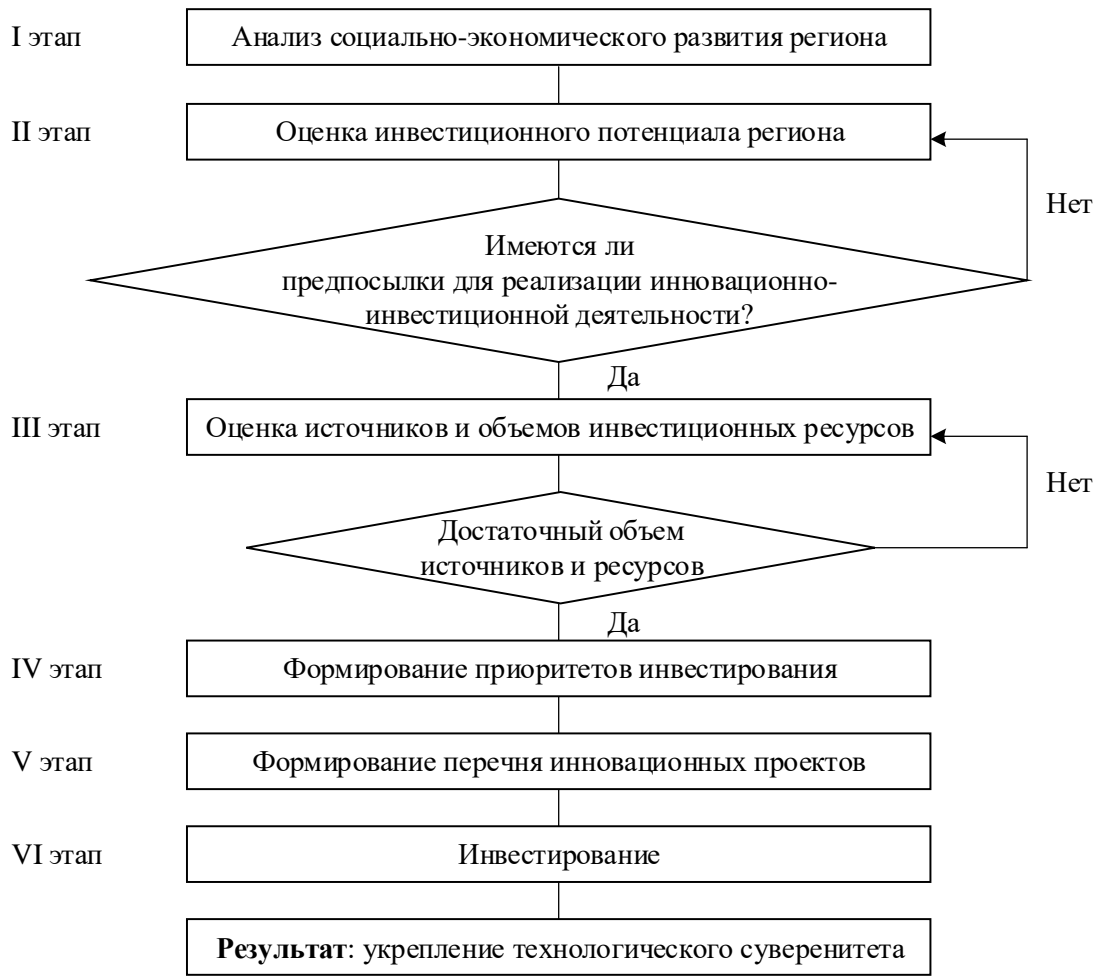 I этап
Анализ социально-экономического развития региона
II этап
Оценка инвестиционного потенциала региона
Нет
Имеются ли
предпосылки для реализации инновационно-
инвестиционной деятельности?
Да
III этап
Оценка источников и объемов инвестиционных ресурсов
Нет
Достаточный объем
источников и ресурсов
Да
IV этап
Формирование приоритетов инвестирования
V этап
Формирование перечня инновационных проектов
VI этап
Инвестирование
Результат: укрепление технологического суверенитета